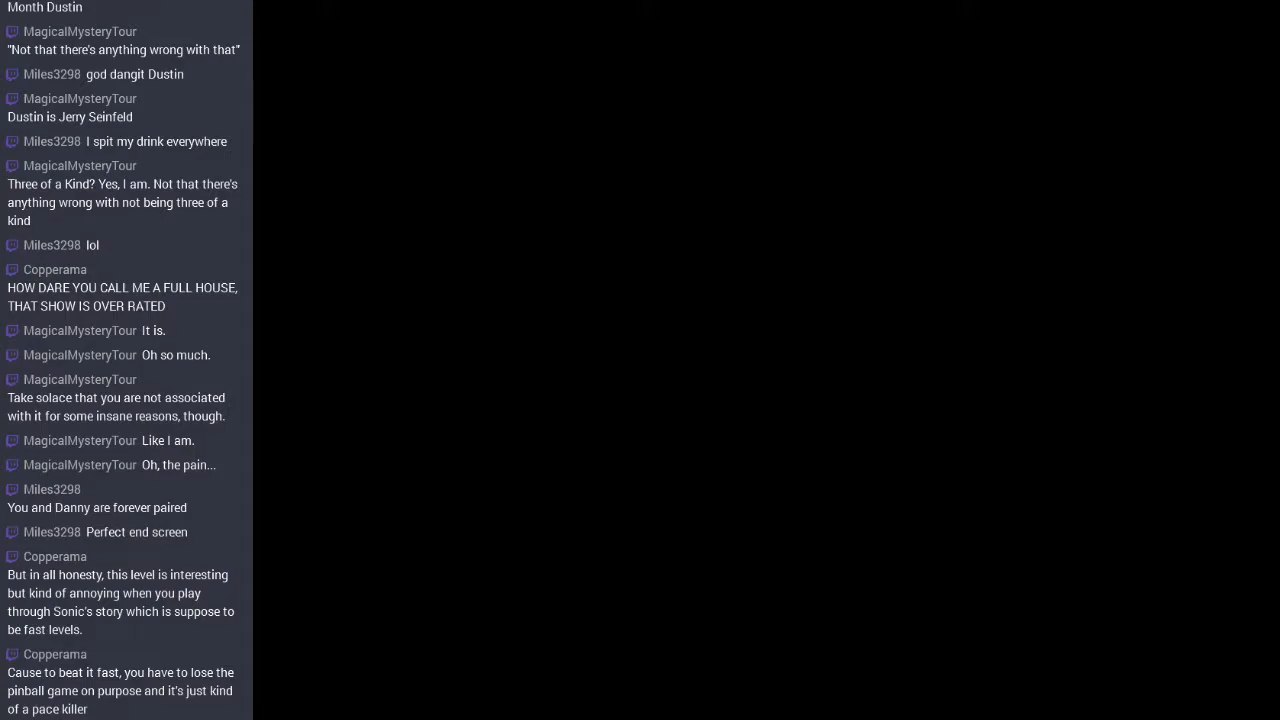 Month Dustin
MagicalMysteryTour
"Not that there's anything wrong with that"
Miles3298 god dangit Dustin
MagicalMysteryTour
Dustin is Jerry Seinfeld
Miles3298 I spit my drink everywhere
MagicalMysteryTour
Three of a Kind? Yes, I am. Not that there's
anything wrong with not being three of a
kind
Miles3298 lol
Copperama
HOW DARE YOU CALL ME A FULL HOUSE,
THAT SHOW IS OVER RATED
MagicalMysteryTour It is.
MagicalMysteryTour Oh so much.
MagicalMysteryTour
Take solace that you are not associated
with it for some insane reasons, though.
MagicalMysteryTour Like I am.
MagicalMysteryTour Oh, the pain...
Miles3298
You and Danny are forever paired
Miles3298 Perfect end screen
Copperama
But in all honesty, this level is interesting
but kind of annoying when you play
through Sonic's story which is suppose to
be fast levels.
Copperama
Cause to beat it fast, you have to lose the
pinball game on purpose and it's just kind
of a pace killer